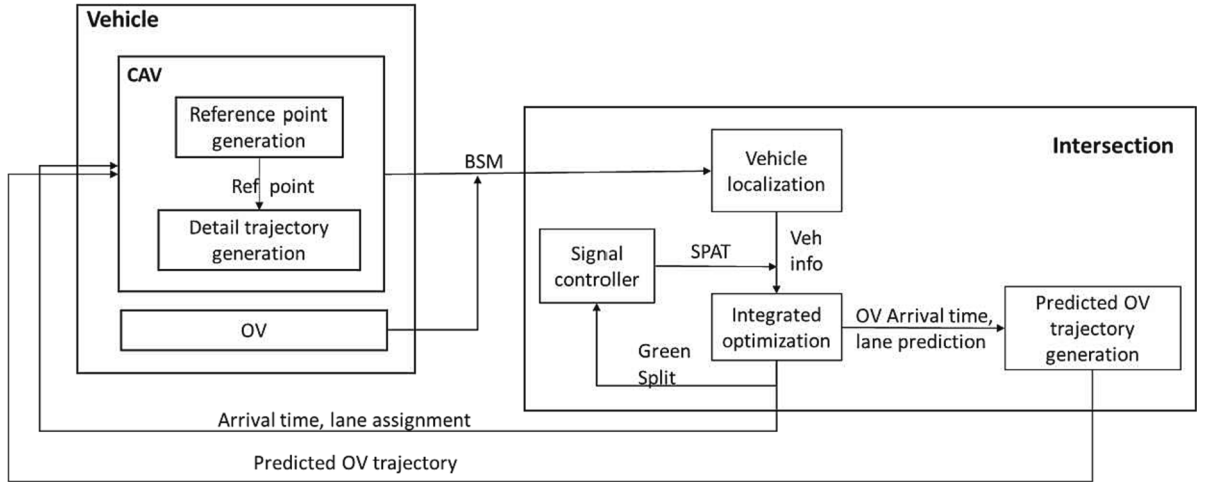 Vehicle
CAV
Reference point
generation
Ref point
Detail trajectory
generation
OV
BSM
Intersection
Vehicle
localization
Veh
info
Signal
controller
SPAT
Integrated
optimization
OV Arrival time,
lane prediction
Predicted OV
trajectory
generation
Green
Split
Arrival time, lane assignment
Predicted OV trajectory